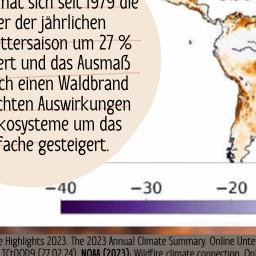 hat sich seit 1979 die
er der jährlichen
ttersaison um 27 %
ert und das Ausmaß
ch einen Waldbrand
chten Auswirkungen
kosysteme um das
fache gesteigert.
−40 −30 −20
e Highlights 2023. The 2023 Annual Climate Summary. Online Unte
(27.02.24). NOAA (2023): Wildfire climate connection. On